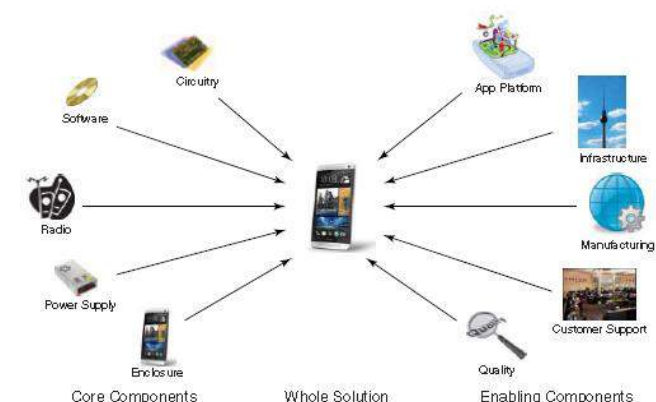 Circuitry
App Platform
Software
Infrastructure
Radio
Manufacturing
Power Supply
Customer Support
Enclosure
Quality
Core Components
Whole Solution
Enabling Components